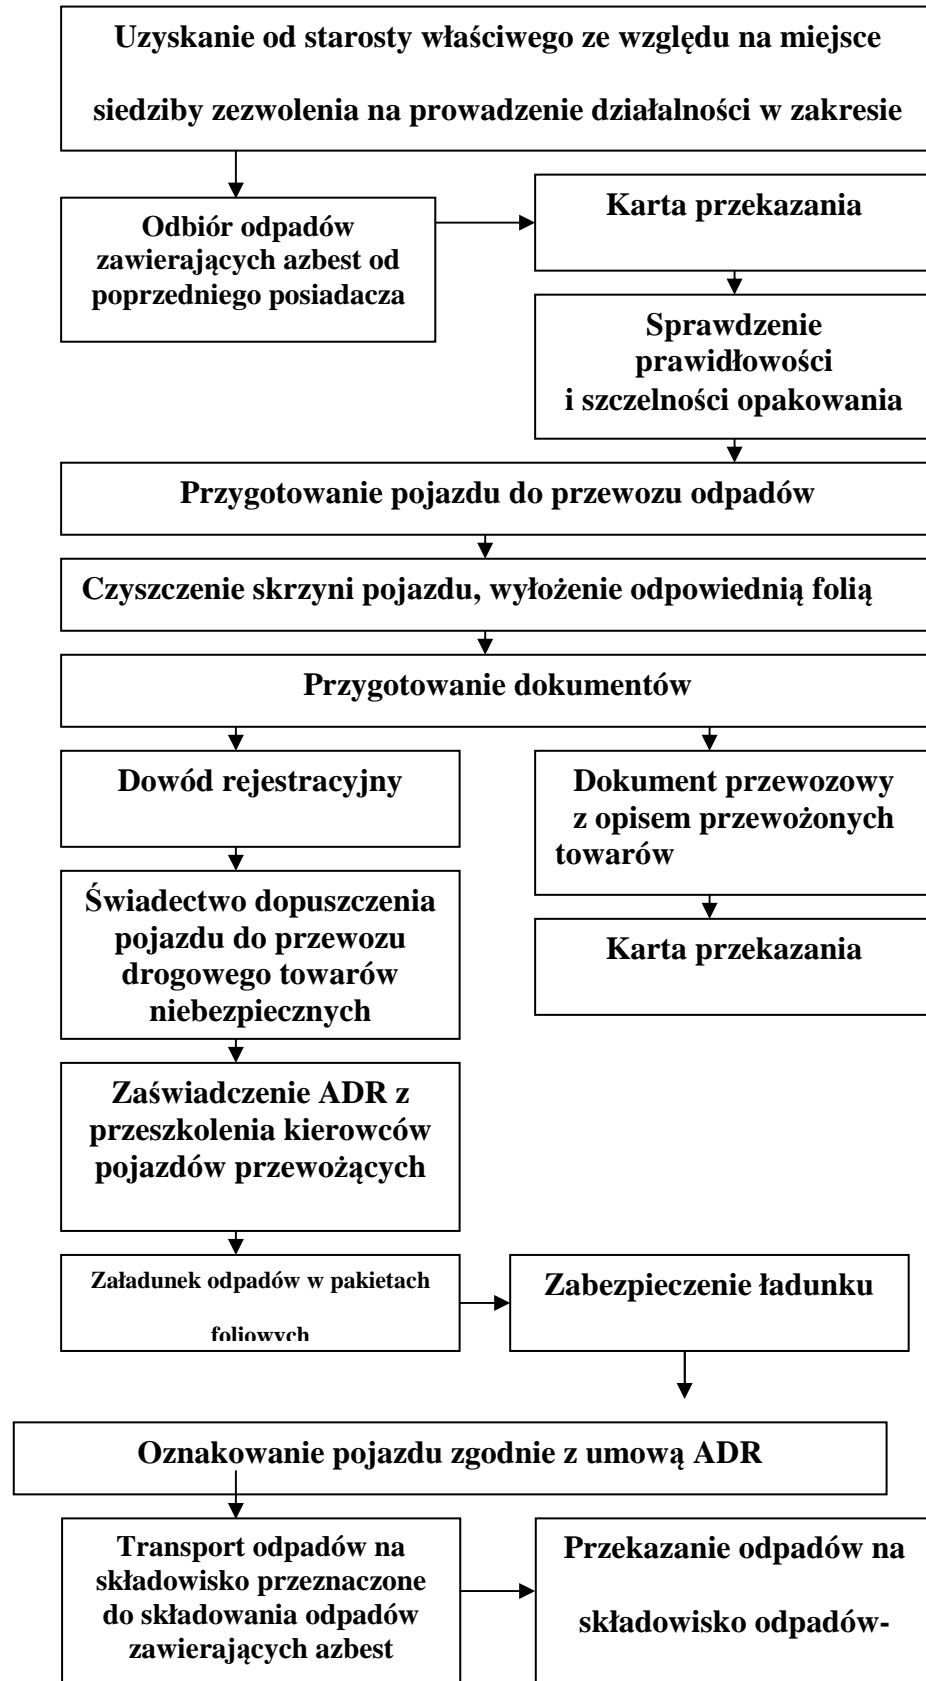 Uzyskanie od starosty właściwego ze względu na miejsce
siedziby zezwolenia na prowadzenie działalności w zakresie
Odbiór odpadów
zawierających azbest od
poprzedniego posiadacza
Karta przekazania
Sprawdzenie
prawidłowości
i szczelności opakowania
Przygotowanie pojazdu do przewozu odpadów
Czyszczenie skrzyni pojazdu, wyłożenie odpowiednią folią
Przygotowanie dokumentów
Dowód rejestracyjny
Świadectwo dopuszczenia
pojazdu do przewozu
drogowego towarów
niebezpiecznych
Zaświadczenie ADR z
przeszkolenia kierowców
pojazdów przewożących
Dokument przewozowy
z opisem przewożonych
towarów
Karta przekazania
Załadunek odpadów w pakietach
foliowych
Zabezpieczenie ładunku
Oznakowanie pojazdu zgodnie z umową ADR
Transport odpadów na
składowisko przeznaczone
do składowania odpadów
zawierających azbest
Przekazanie odpadów na
składowisko odpadów-